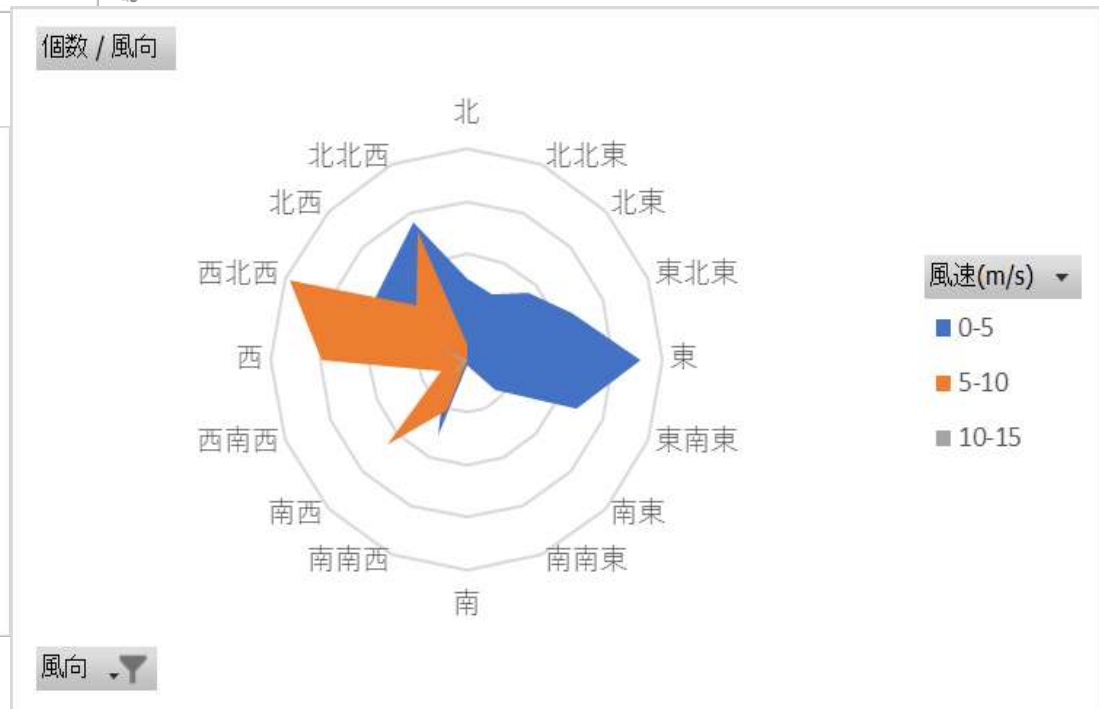 個数 / 風向
北
北北西
北北東
北西
北東
西北西
東北東
西
東
西南西
東南東
南西
南東
南南西
南南東
南
風速(m/s)
0-5
5-10
10-15
風向